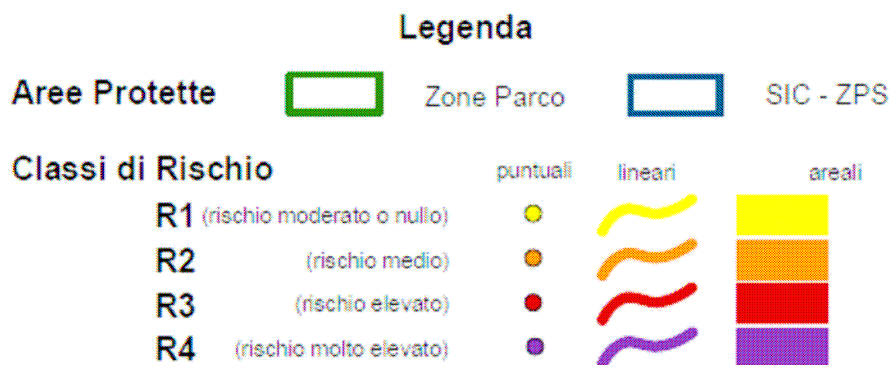 Legenda
Aree Protette Zone Parco SIC - ZPS
Classi di Rischio puntuali lineari areali
R1 (rischio moderato o nullo)
R2 (rischio medio)
R3 (rischio elevato)
R4 (rischio molto elevato)